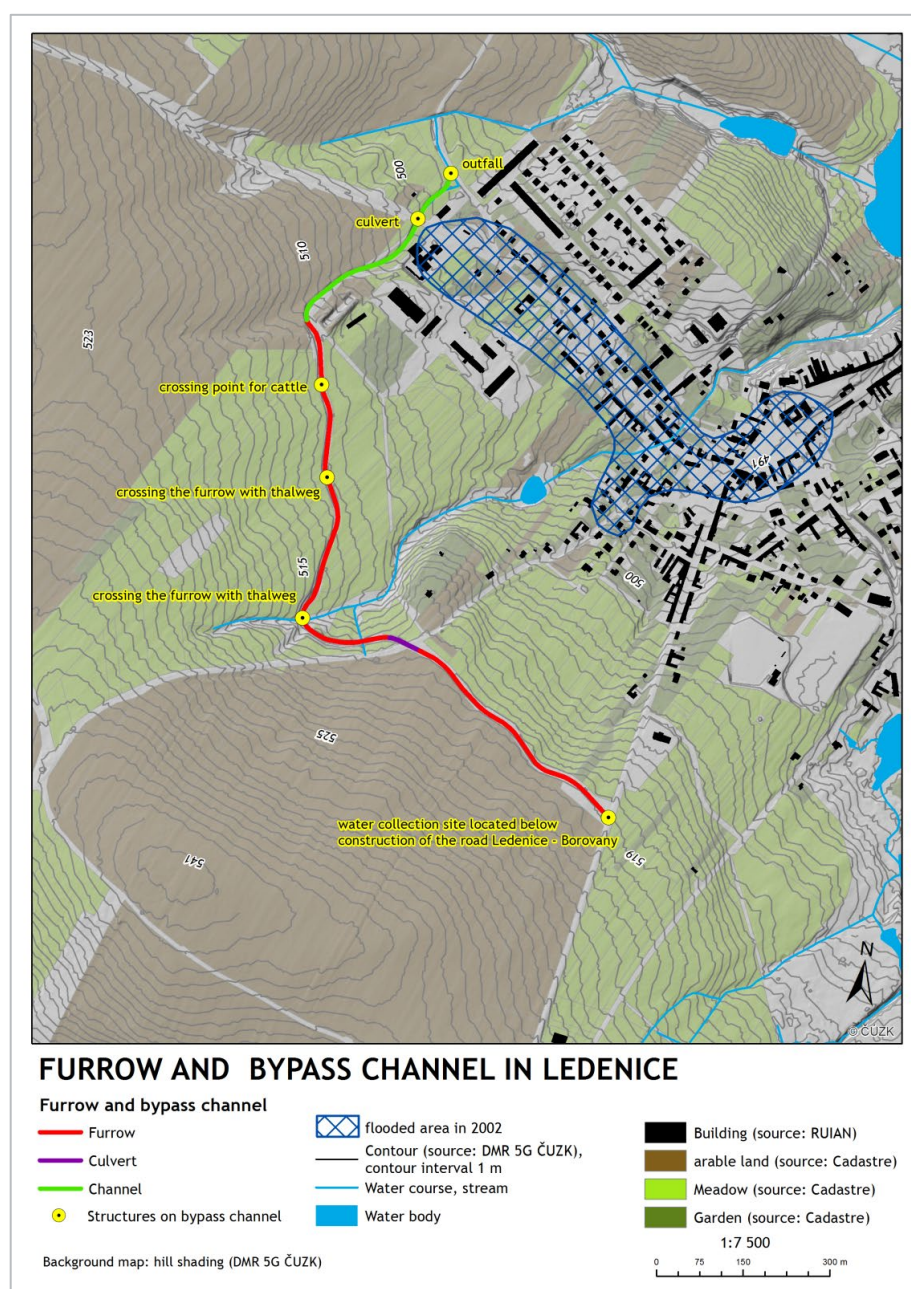 outfall
500
culvert
510
523
crossing point for cattle
crossing the furrow with thalweg
491
515
crossing the furrow with thalweg
500
525
water collection site located below
construction of the road Ledenice - Borovany
519
541
N
© ČÚZK
FURROW AND BYPASS CHANNEL IN LEDENICE
Furrow and bypass channel
Furrow
Culvert
Channel
Structures on bypass channel
flooded area in 2002
Contour (source: DMR 5G ČUZK),
contour interval 1 m
Water course, stream
Water body
Building (source: RUIAN)
arable land (source: Cadastre)
Meadow (source: Cadastre)
Garden (source: Cadastre)
1:7 500
0 75 150 300 m
Background map: hill shading (DMR 5G ČUZK)